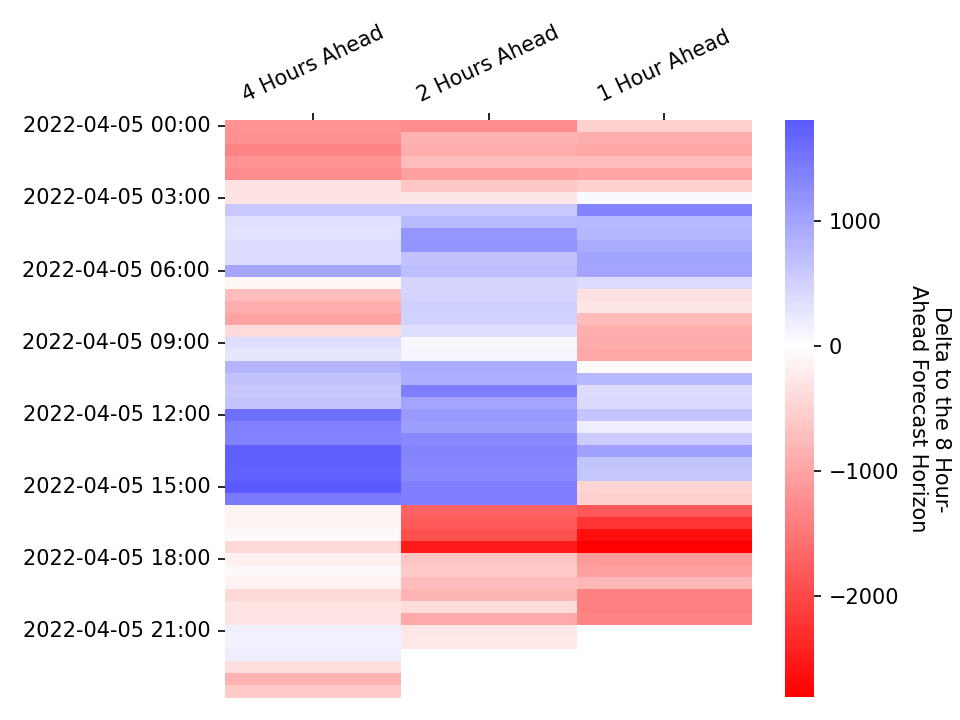 4 Hours Ahead
2 Hours Ahead
1 Hour Ahead
2022-04-05 00:00
2022-04-05 03:00
2022-04-05 06:00
2022-04-05 09:00
2022-04-05 12:00
2022-04-05 15:00
2022-04-05 18:00
2022-04-05 21:00
1000
0
−1000
−2000
Delta to the 8 Hour-
Ahead Forecast Horizon